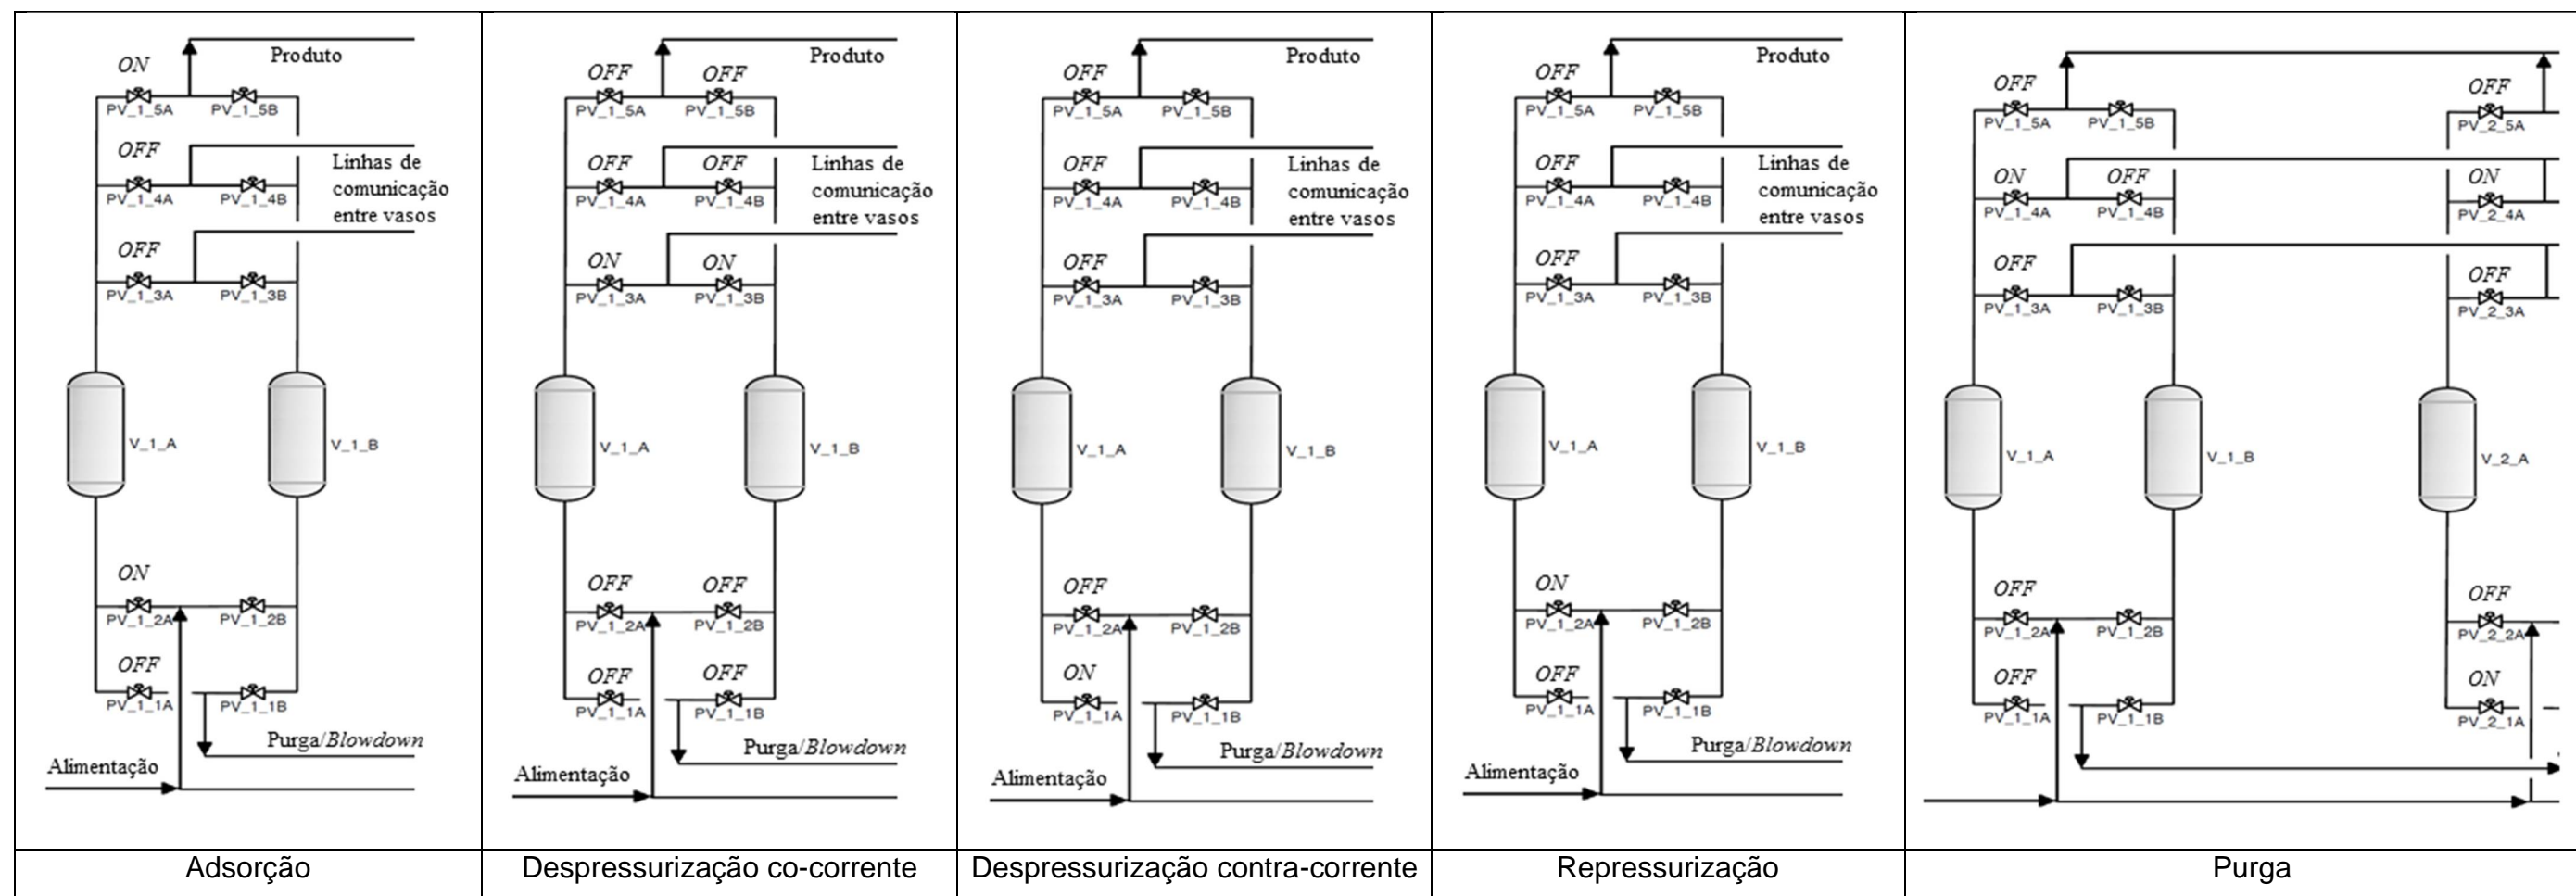 Produto
ON
PV_1_5A PV_1_5B
OFF
Linhas de
comunicação
entre vasos
PV_1_4A PV_1_4B
OFF
PV_1_3A PV_1_3B
V_1_A V_1_B
ON
PV_1_2A PV_1_2B
OFF
PV_1_1A PV_1_1B
Purga/Blowdown
Alimentação
Adsorção
Produto
OFF OFF
PV_1_5A PV_1_5B
OFF OFF
Linhas de
comunicação
entre vasos
PV_1_4A PV_1_4B
ON ON
PV_1_3A PV_1_3B
V_1_A V_1_B
OFF OFF
PV_1_2A PV_1_2B
OFF OFF
PV_1_1A PV_1_1B
Purga/Blowdown
Alimentação
Despressurização co-corrente
Produto
OFF
PV_1_5A PV_1_5B
OFF
Linhas de
comunicação
entre vasos
PV_1_4A PV_1_4B
OFF
PV_1_3A PV_1_3B
V_1_A V_1_B
OFF
PV_1_2A PV_1_2B
ON
PV_1_1A PV_1_1B
Purga/Blowdown
Alimentação
Despressurização contra-corrente
Produto
OFF
PV_1_5A PV_1_5B
OFF
Linhas de
comunicação
entre vasos
PV_1_4A PV_1_4B
OFF
PV_1_3A PV_1_3B
V_1_A V_1_B
ON
PV_1_2A PV_1_2B
OFF
PV_1_1A PV_1_1B
Purga/Blowdown
Alimentação
Repressurização
OFF OFF
PV_1_5A PV_1_5B PV_2_5A
ON OFF ON
PV_1_4A PV_1_4B PV_2_4A
OFF OFF
PV_1_3A PV_1_3B PV_2_3A
V_1_A V_1_B V_2_A
OFF OFF
PV_1_2A PV_1_2B PV_2_2A
OFF ON
PV_1_1A PV_1_1B PV_2_1A
Purga